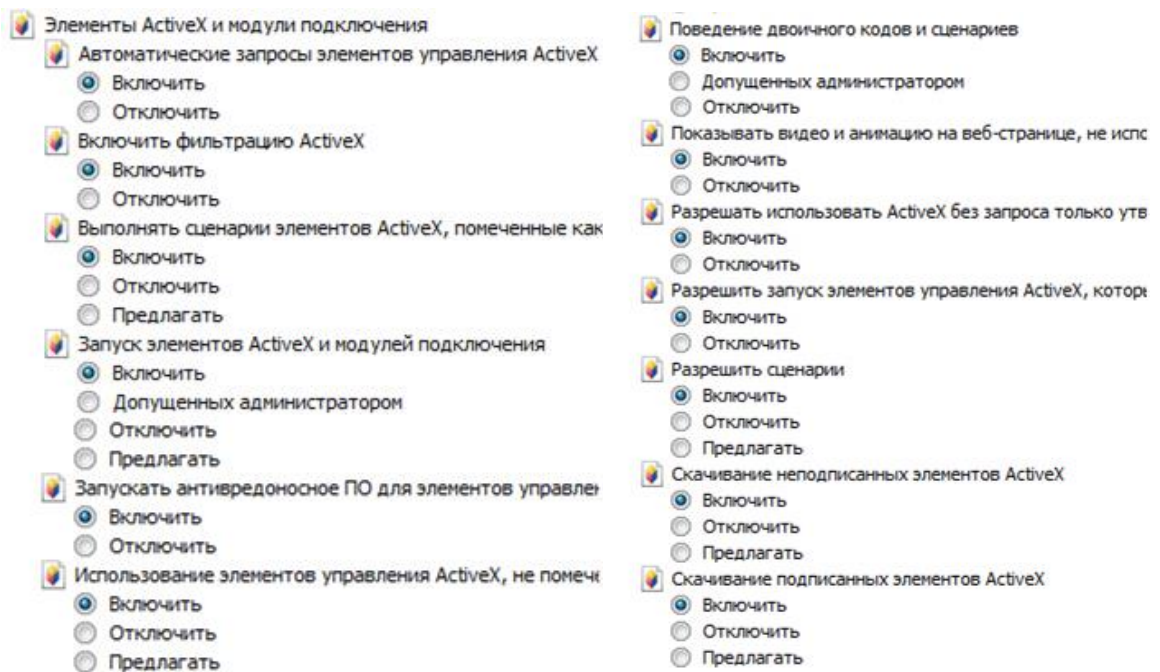 Элементы ActiveX и модули подключения
Автоматические запросы элементов управления ActiveX
Включить
Отключить
Включить фильтрацию ActiveX
Включить
Отключить
Выполнять сценарии элементов ActiveX, помеченные как
Включить
Отключить
Предлагать
Запуск элементов ActiveX и модулей подключения
Включить
Допущенных администратором
Отключить
Предлагать
Запускать антивредоносное ПО для элементов управлен
Включить
Отключить
Использование элементов управления ActiveX, не помече
Включить
Отключить
Предлагать
Поведение двоичного кодов и сценариев
Включить
Допущенных администратором
Отключить
Показывать видео и анимацию на веб-странице, не испо
Включить
Отключить
Разрешать использовать ActiveX без запроса только утв
Включить
Отключить
Разрешить запуск элементов управления ActiveX, которы
Включить
Отключить
Разрешить сценарии
Включить
Отключить
Предлагать
Скачивание неподписанных элементов ActiveX
Включить
Отключить
Предлагать
Скачивание подписанных элементов ActiveX
Включить
Отключить
Предлагать